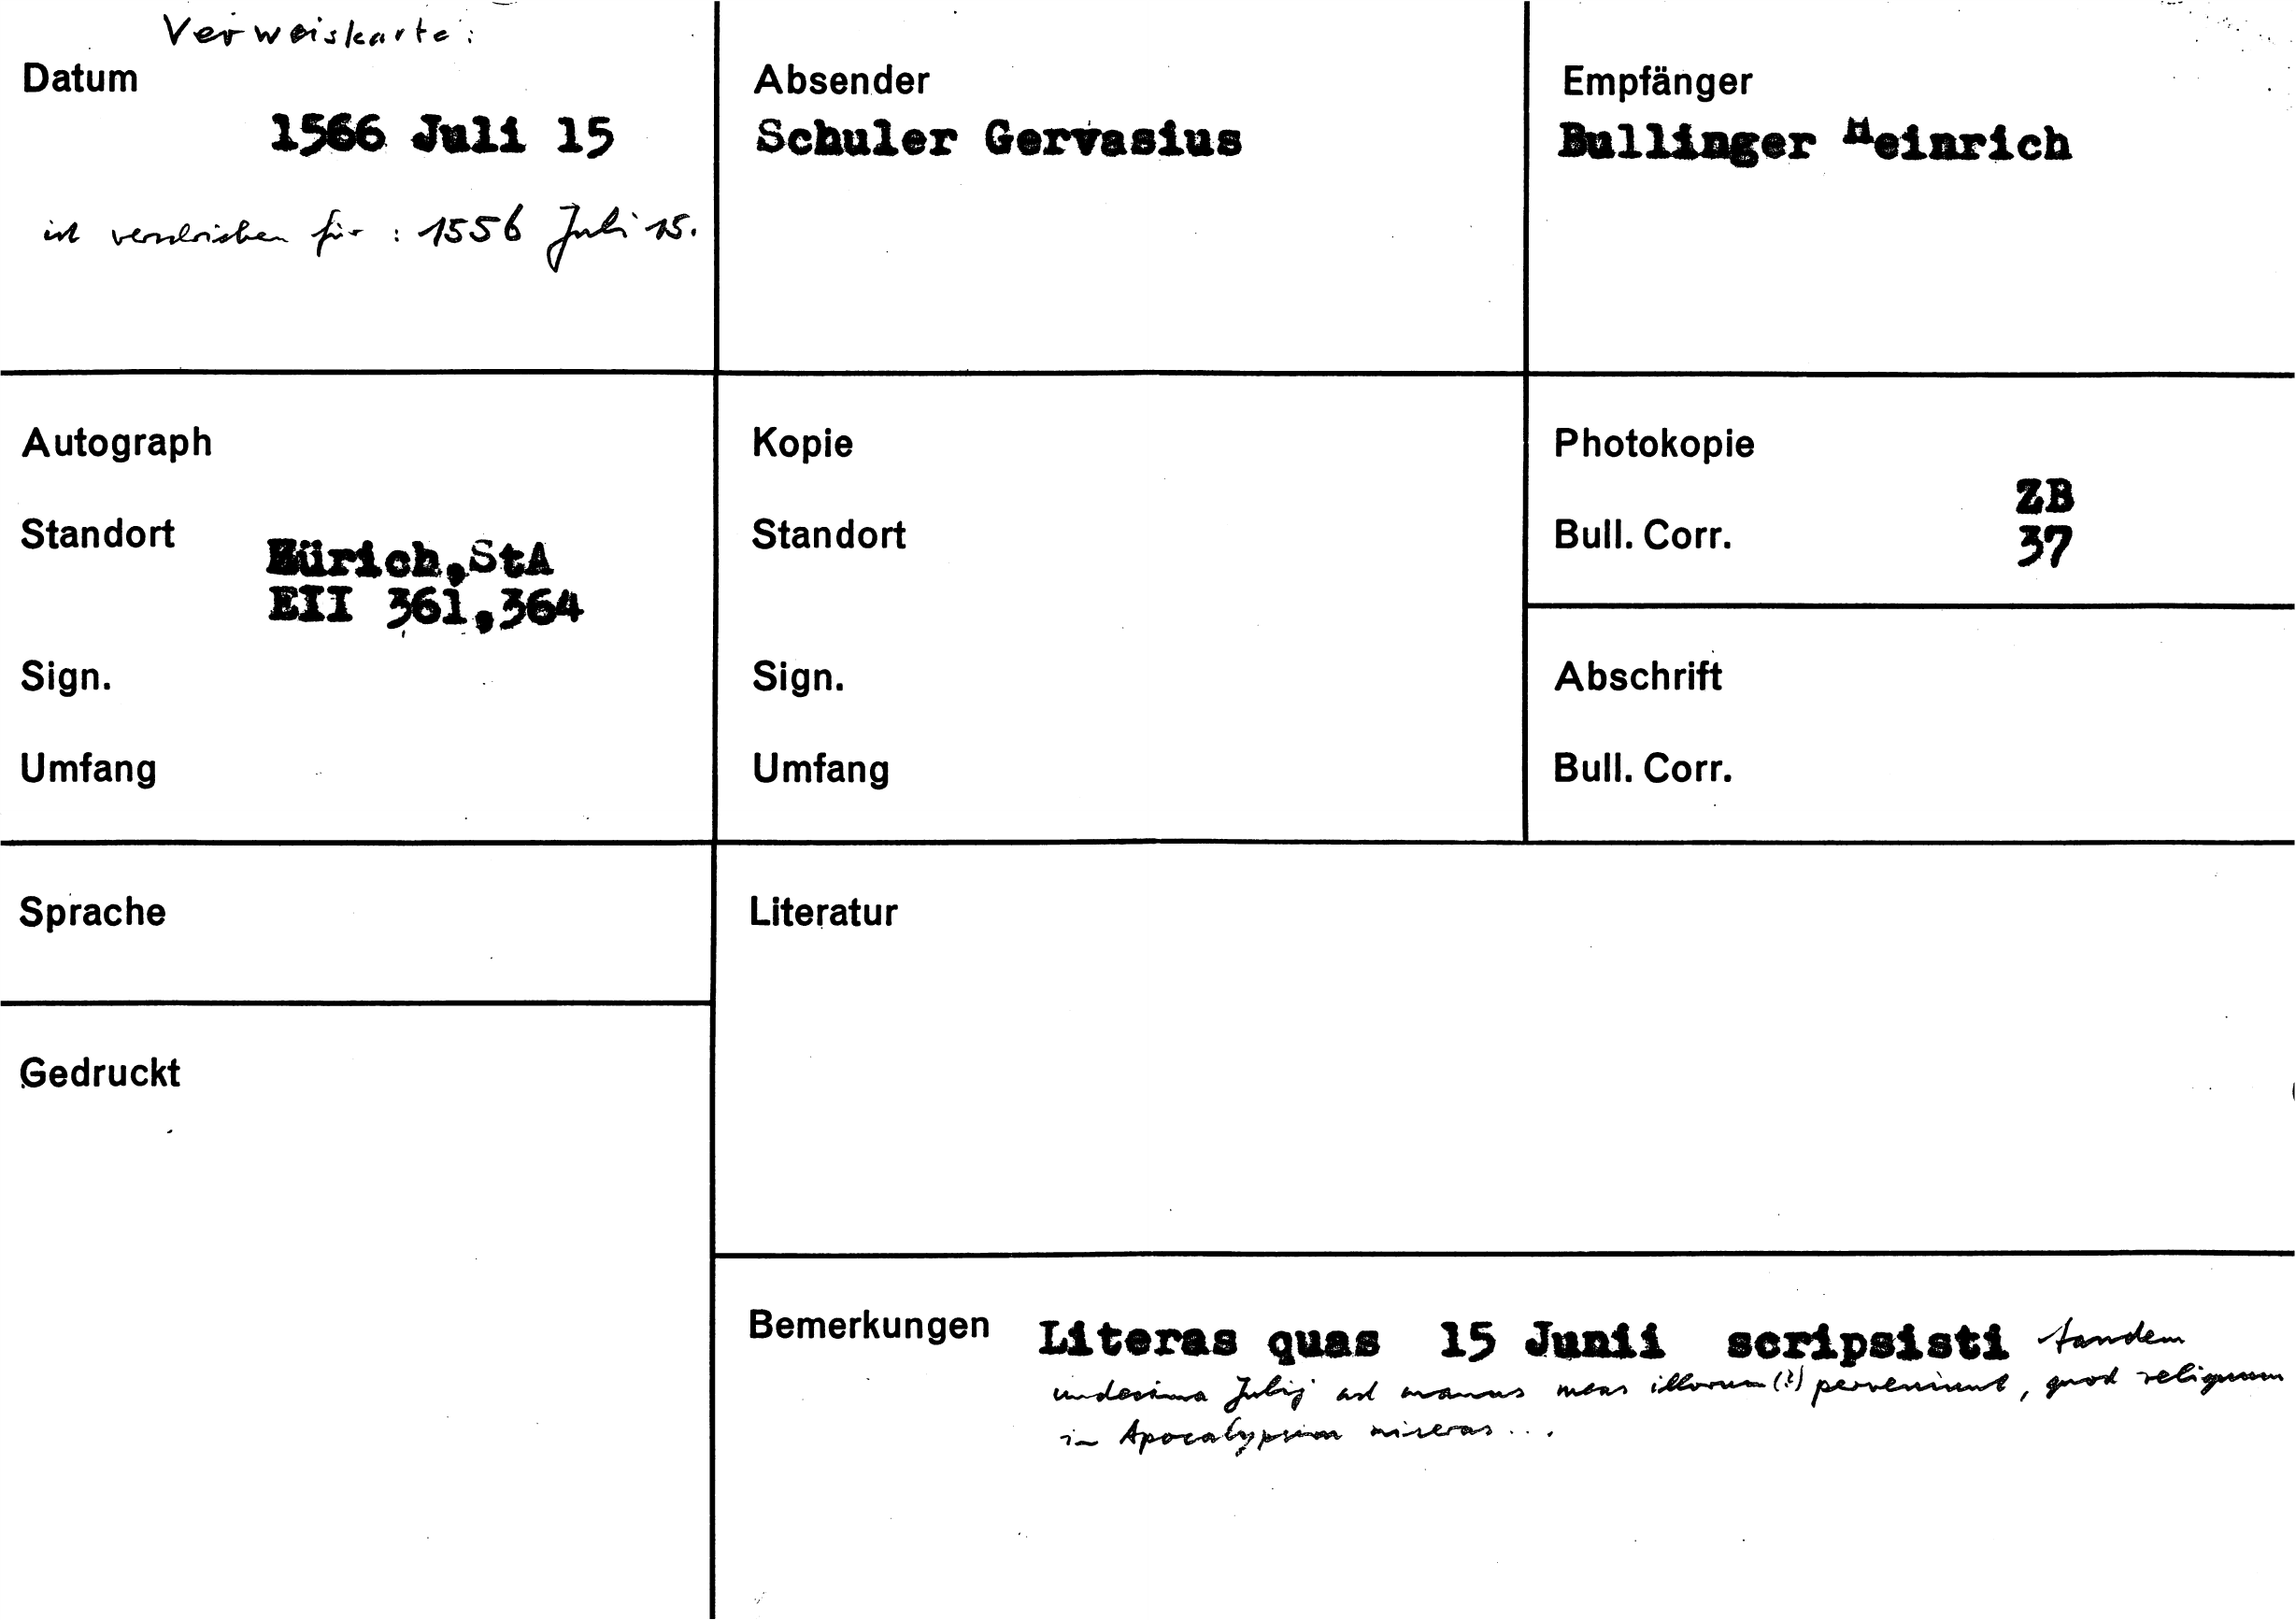 Verweiskarte:
Datum
1566 Juli 15
ist verschrieben für : 1556 Juli 15.
Absender
Schuler Gervasius
Empfänger
Bullinger Heinrich
Autograph
Standort
Zürich,StA
EII 361,364
Sign.
Umfang
Kopie
Standort
Sign.
Umfang
Photokopie
ZB
Bull. Corr.
37
Abschrift
Bull. Corr.
Sprache
Gedruckt
Literatur
Bemerkungen
Literas quas 15 Junii scripsisti tandem
undecima Julij ad manus meas illorum(?) perveniunt, quod reliquum
in Apocalypsim miseras...